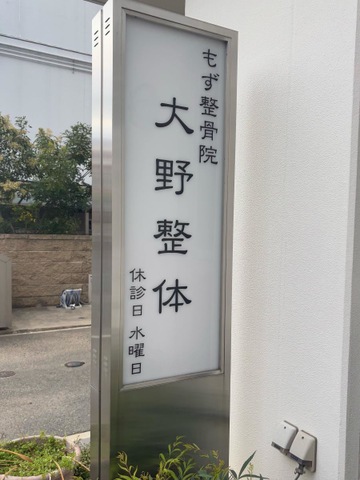 もず整骨院
大野整体
休診日 水曜日